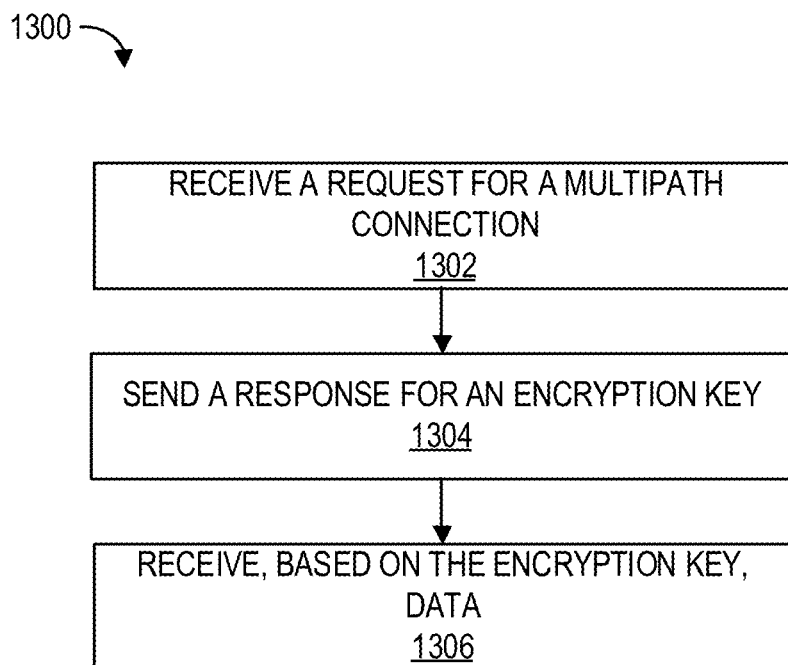 1300
RECEIVE A REQUEST FOR A MULTIPATH
CONNECTION
1302
SEND A RESPONSE FOR AN ENCRYPTION KEY
1304
RECEIVE, BASED ON THE ENCRYPTION KEY,
DATA
1306